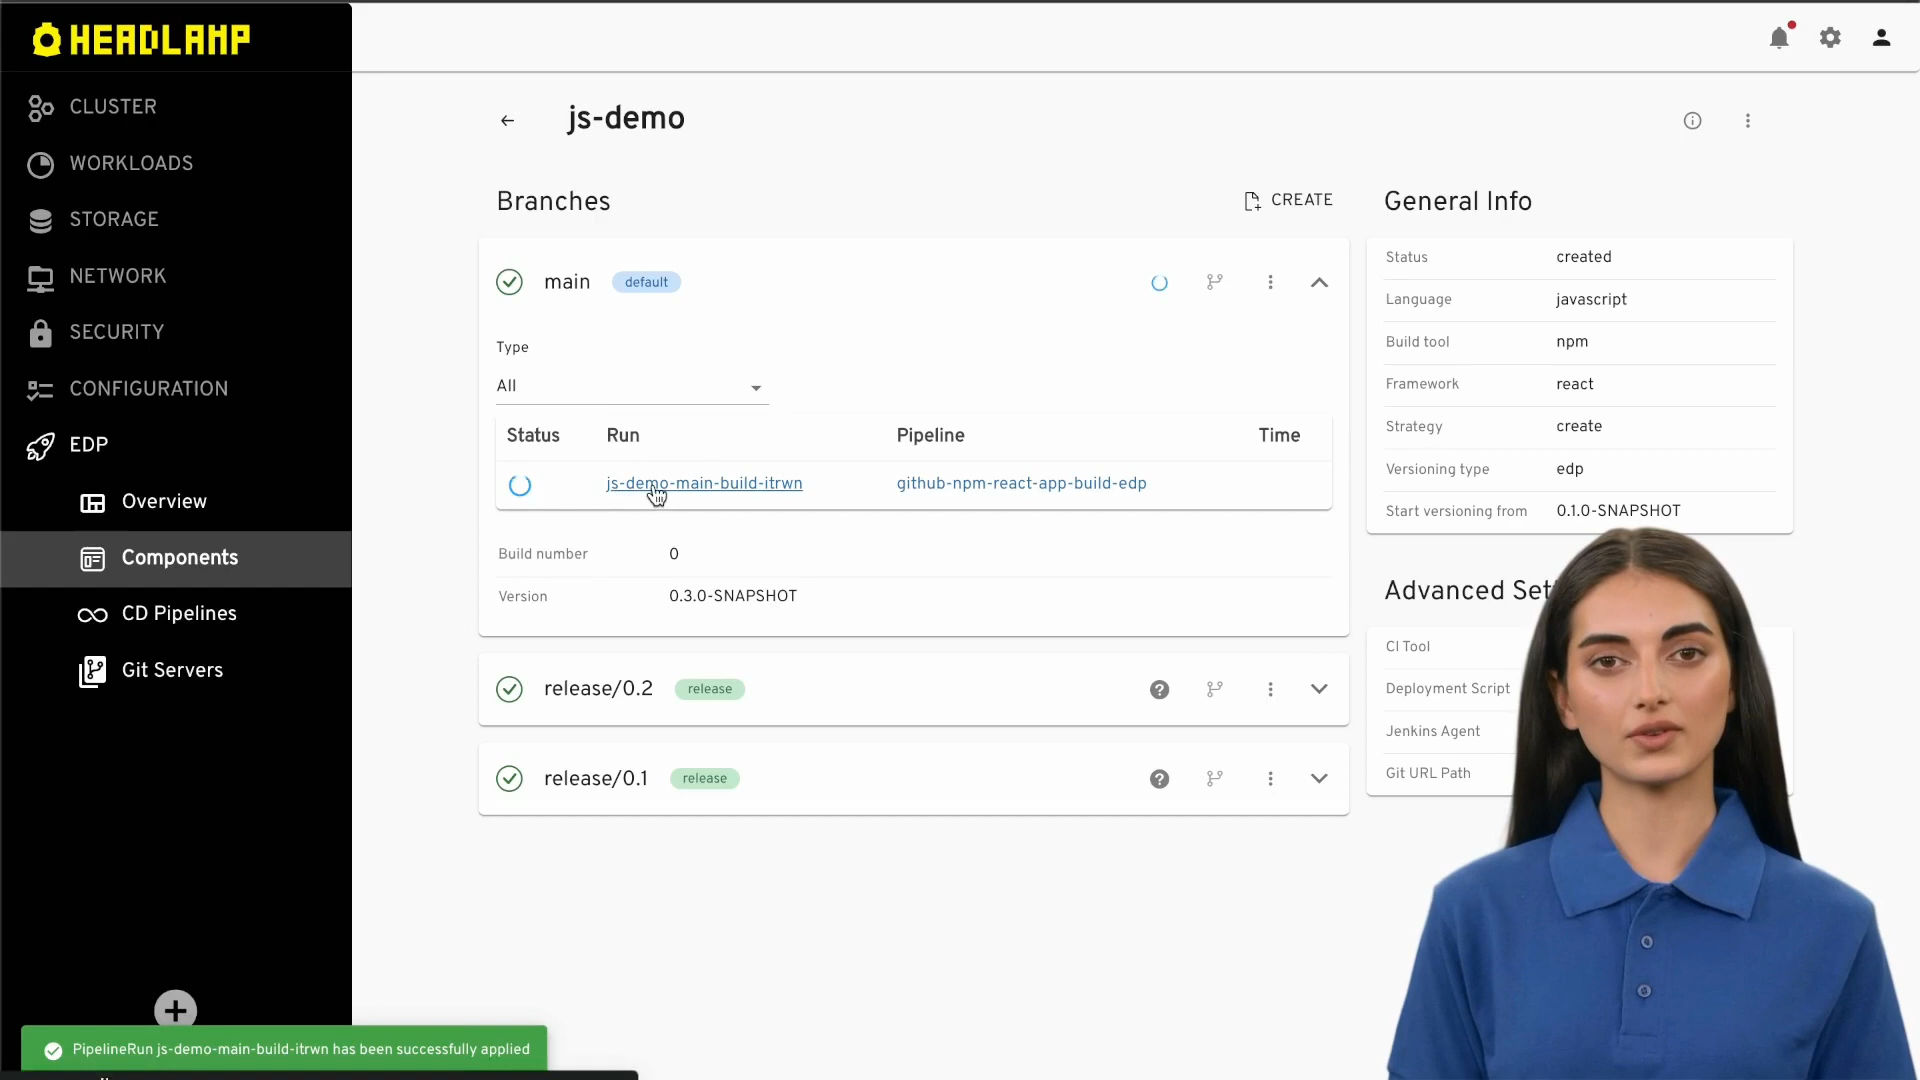 HEADLAMP
CLUSTER
WORKLOADS
STORAGE
NETWORK
SECURITY
CONFIGURATION
EDP
Overview
Components
CD Pipelines
Git Servers
js-demo
Branches
CREATE
main default
Type
All
Status Run Pipeline Time
js-demo-main-build-itrwn github-npm-react-app-build-edp
Build number 0
Version 0.3.0-SNAPSHOT
release/0.2 release
release/0.1 release
General Info
Status created
Language javascript
Build tool npm
Framework react
Strategy create
Versioning type edp
Start versioning from 0.1.0-SNAPSHOT
Advanced Set
CI Tool
Deployment Script
Jenkins Agent
Git URL Path
PipelineRun js-demo-main-build-itrwn has been successfully applied